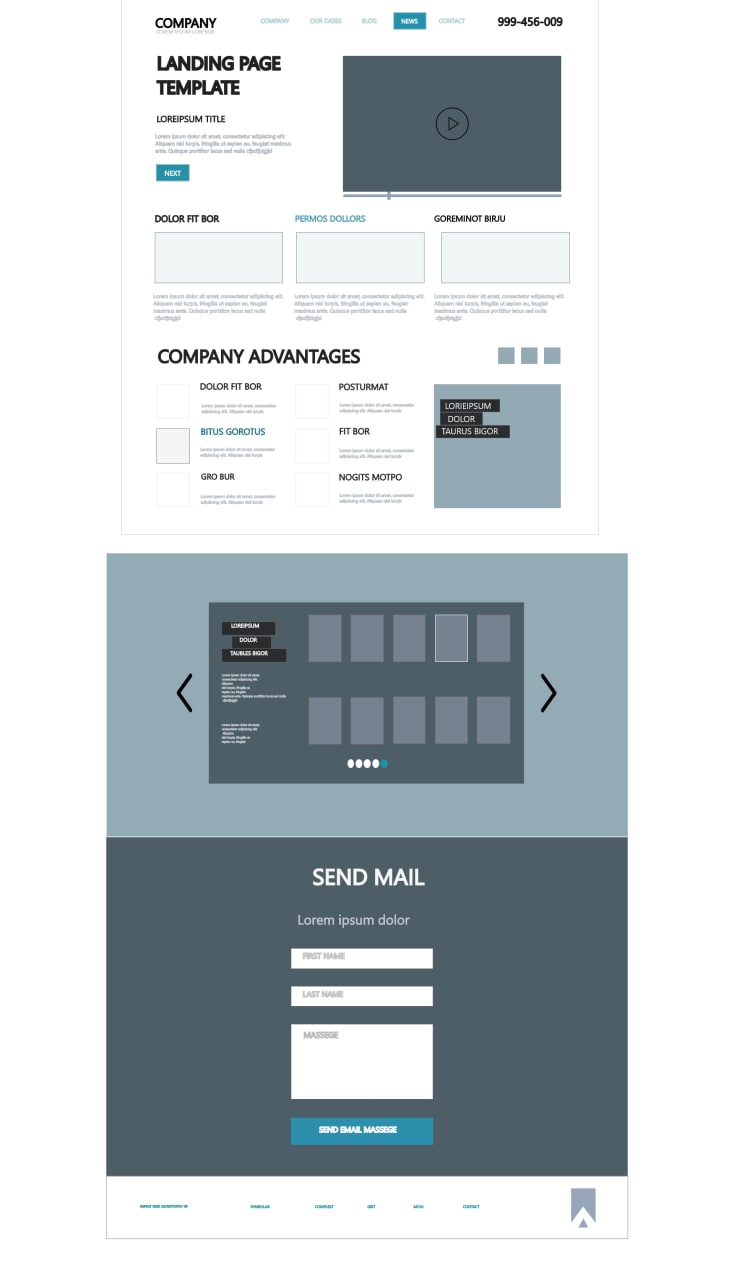 COMPANY
LOREM IPSUM LOREMIS
COMPANY OUR CASES BLOG NEWS CONTACT
999-456-009
LANDING PAGE
TEMPLATE
LOREIPSUM TITLE
Lorem ipsum dolor sit amet, consectetur adipiscing elit.
Aliquam nisl turpis, fringilla ut sapien eu, feugiat maximus
ante. Quisque porttitor lacus sed nulla
NEXT
DOLOR FIT BOR
PERMOS DOLLORS
GOREMINOT BIRJU
Lorem ipsum dolor sit amet, consectetur adipiscing elit.
Aliquam nisl turpis, fringilla ut sapien eu, feugiat
maximus ante. Quisque porttitor lacus sed nulla
Lorem ipsum dolor sit amet, consectetur adipiscing elit.
Aliquam nisl turpis, fringilla ut sapien eu, feugiat
maximus ante. Quisque porttitor lacus sed nulla
Lorem ipsum dolor sit amet, consectetur adipiscing elit.
Aliquam nisl turpis, fringilla ut sapien eu, feugiat
maximus ante. Quisque porttitor lacus sed nulla
COMPANY ADVANTAGES
DOLOR FIT BOR
Lorem ipsum dolor sit amet, consectetur
adipiscing elit. Aliquam nisl turpis
POSTURMAT
Lorem ipsum dolor sit amet, consectetur
adipiscing elit. Aliquam nisl turpis
BITUS GOROTUS
Lorem ipsum dolor sit amet, consectetur
adipiscing elit. Aliquam nisl turpis
FIT BOR
Lorem ipsum dolor sit amet, consectetur
adipiscing elit. Aliquam nisl turpis
GRO BUR
Lorem ipsum dolor sit amet, consectetur
adipiscing elit. Aliquam nisl turpis
NOGITS MOTPO
Lorem ipsum dolor sit amet, consectetur
adipiscing elit. Aliquam nisl turpis
LORIEIPSUM
DOLOR
TAURUS BIGOR
LOREIPSUM
DOLOR
TAUBLES BIGOR
Lorem ipsum dolor sit amet,
consectetur adipiscing elit.
Aliquam
nisl turpis, fringilla ut
sapien eu, feugiat
maximus ante. Quisque porttitor lacus sed nulla
Lorem ipsum dolor sit amet,
consectetur adipiscing elit.
Aliquam
nisl turpis, fringilla ut
sapien eu, feugiat
SEND MAIL
Lorem ipsum dolor
FIRST NAME
LAST NAME
MASSEGE
SEND EMAIL MASSEGE
CONTACT